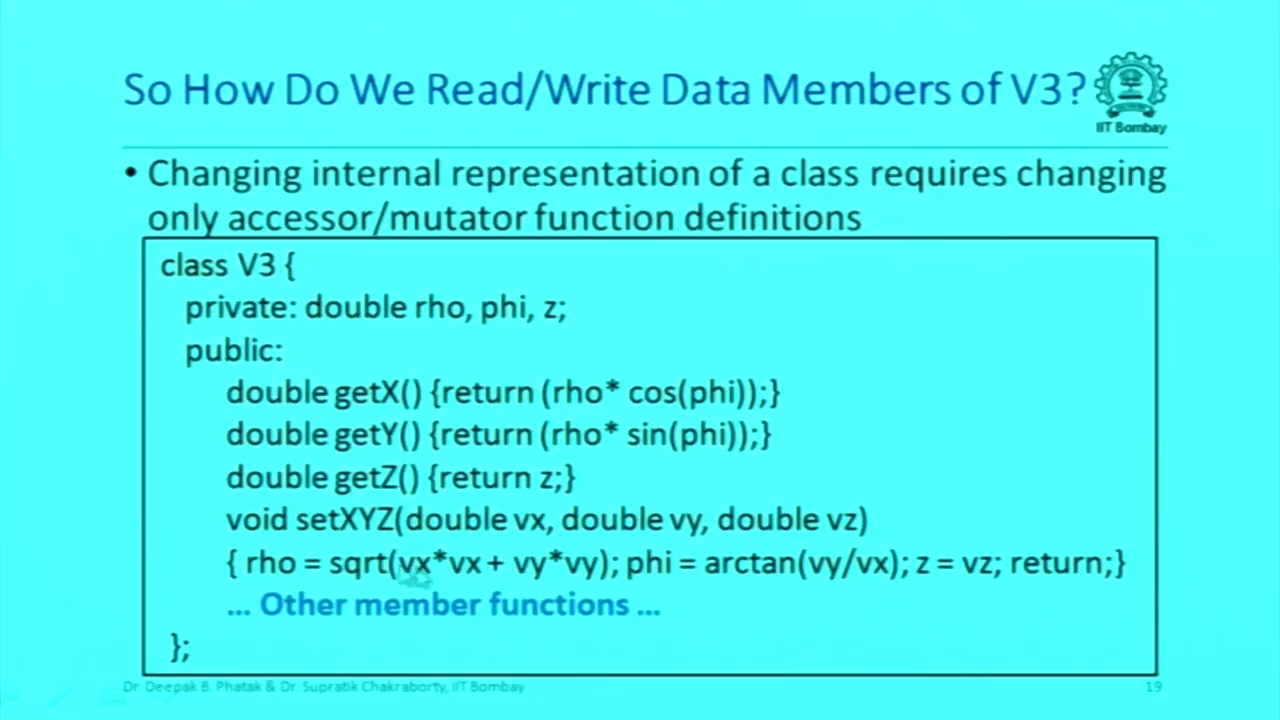 So How Do We Read/Write Data Members of V3?
IIT Bombay
• Changing internal representation of a class requires changing
only accessor/mutator function definitions
class V3 {
private: double rho, phi, z;
public:
double getX() {return (rho* cos(phi));}
double getY() {return (rho* sin(phi));}
double getZ() {return z;}
void setXYZ(double vx, double vy, double vz)
{ rho = sqrt(vx*vx + vy*vy); phi = arctan(vy/vx); z = vz; return;}
... Other member functions ...
};
Dr. Deepak B. Phatak & Dr. Supratik Chakraborty, IIT Bombay
19